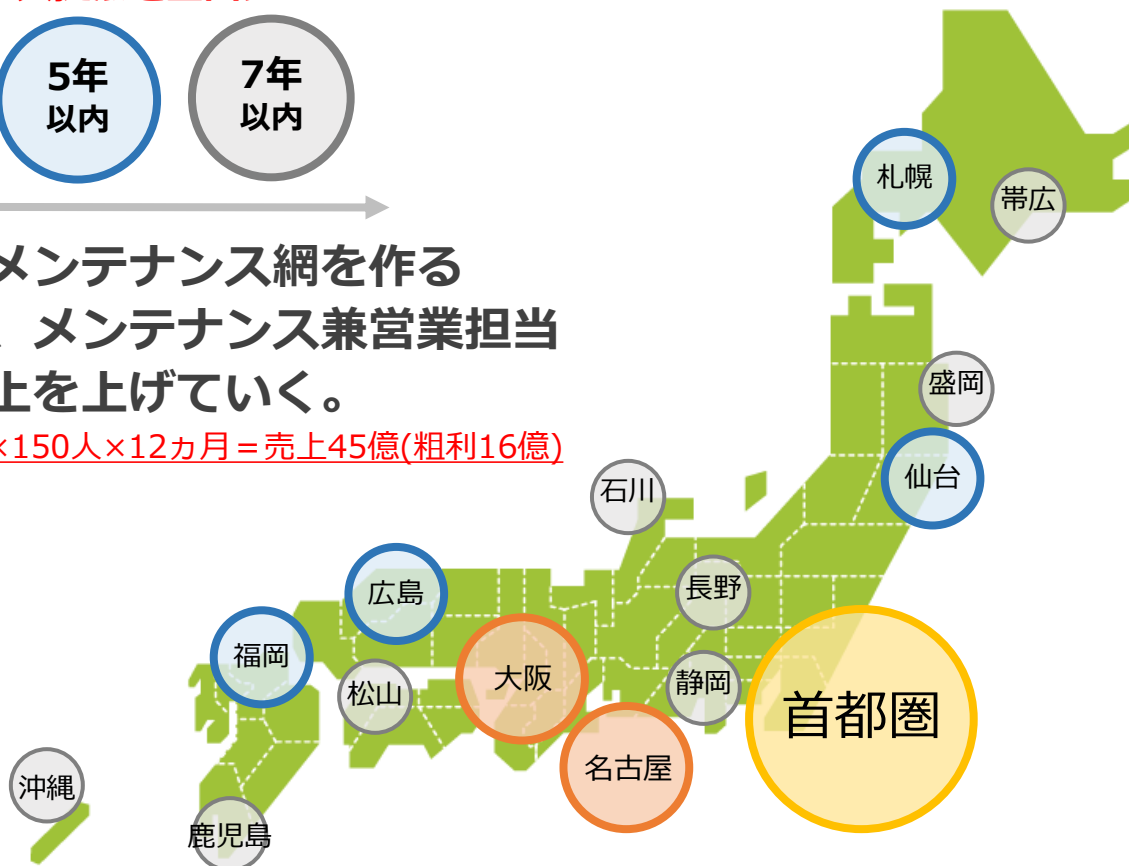 5年
以内
7年
以内
メンテナンス網を作る
、メンテナンス兼営業担当
上を上げていく。
×150人×12ヵ月＝売上45億(粗利16億)
札幌
帯広
盛岡
仙台
石川
長野
広島
福岡
大阪
松山
静岡
首都圏
名古屋
沖縄
鹿児島